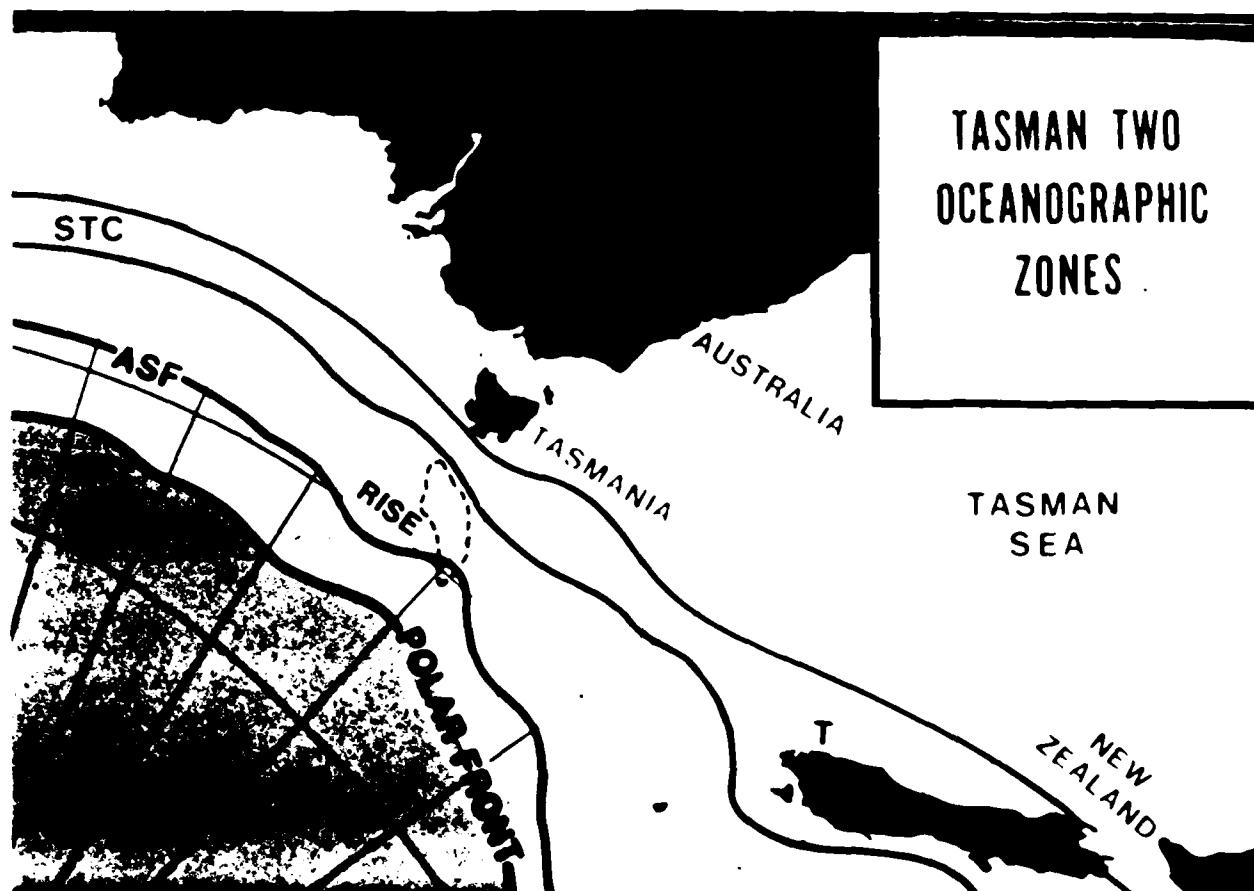 TASMAN TWO
OCEANOGRAPHIC
ZONES
STC
ASF
AUSTRALIA
TASMANIA
RISE
TASMAN
SEA
POLAR FRONT
T
NEW
ZEALAND